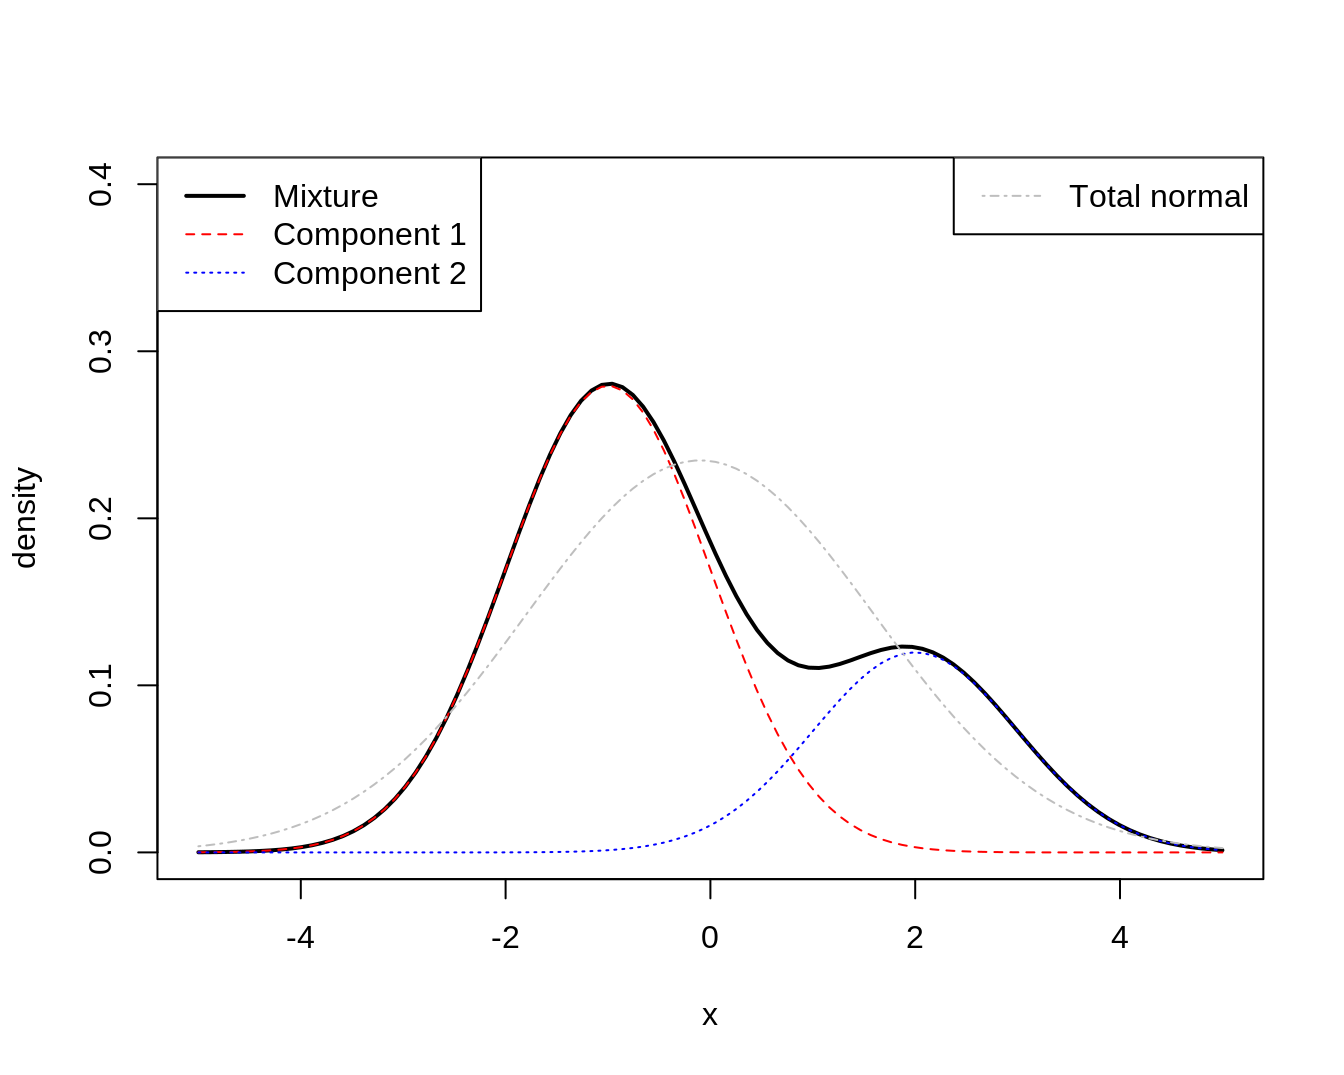 Mixture
Component 1
Component 2
Total normal
density
0.4
0.3
0.2
0.1
0.0
-4 -2 0 2 4
x